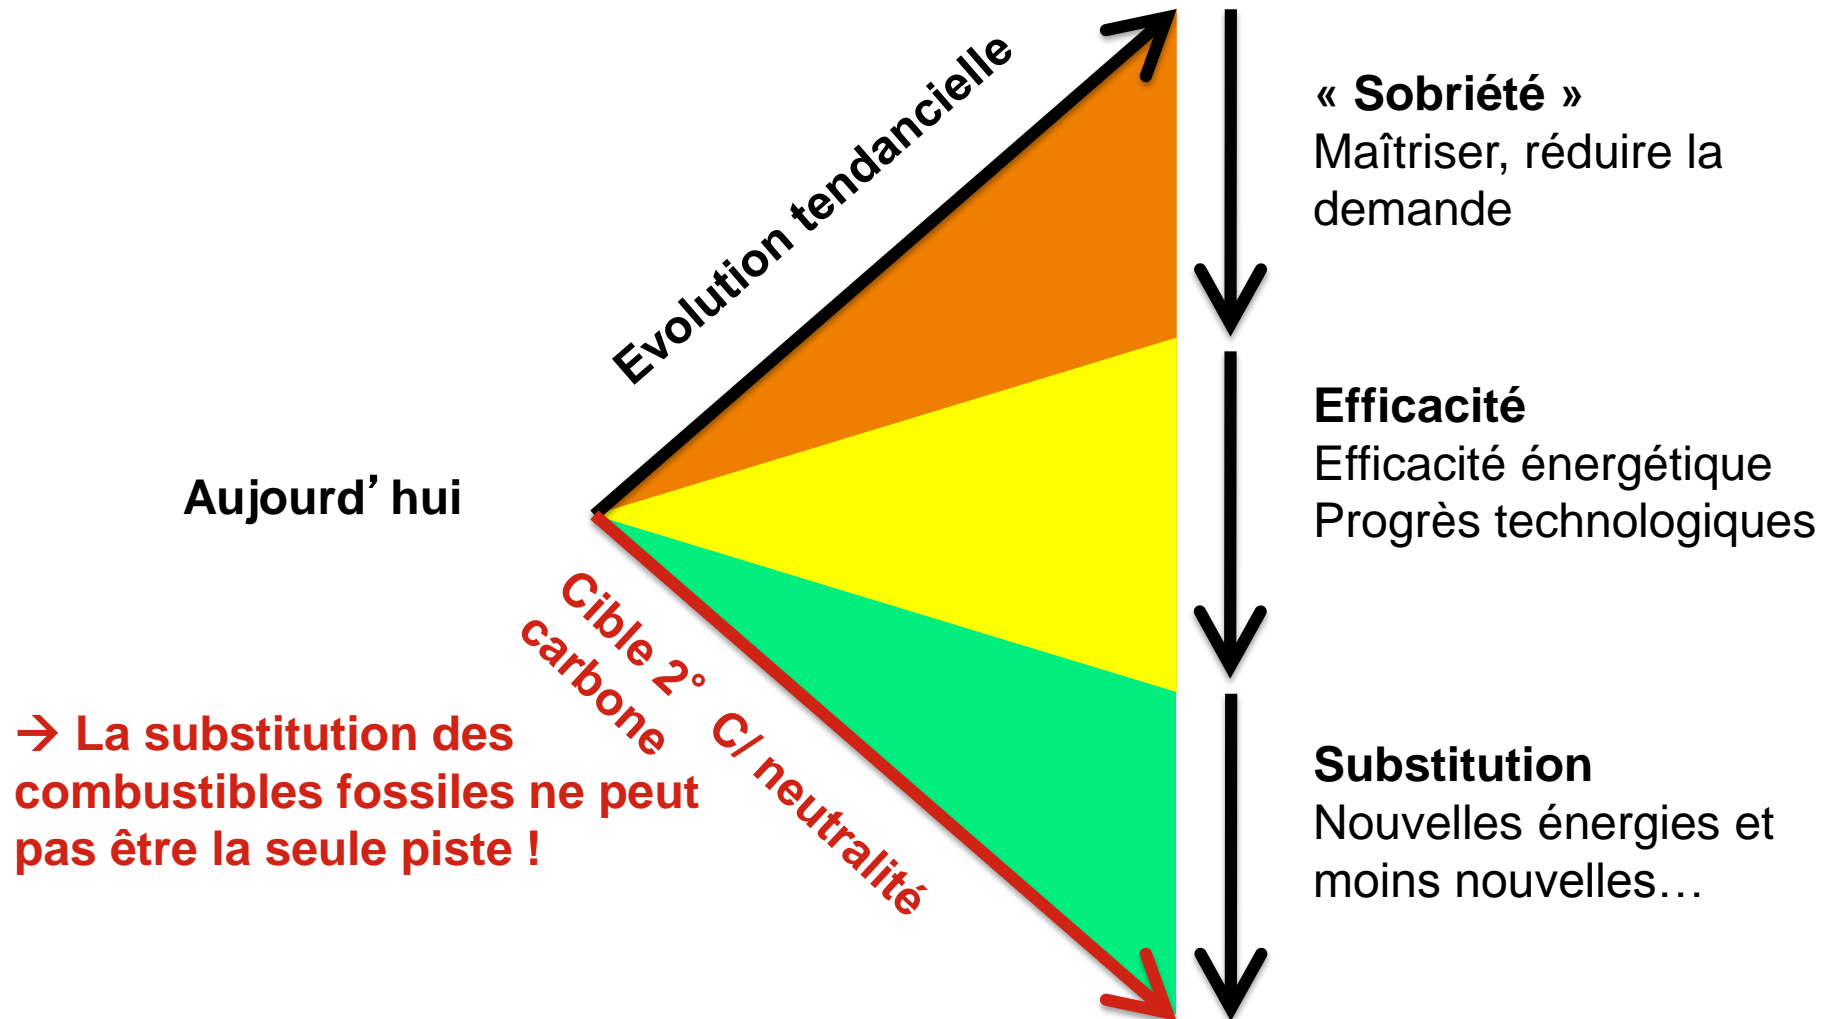 Evolution tendancielle
« Sobriété »
Maîtriser, réduire la
demande
Efficacité
Efficacité énergétique
Progrès technologiques
Aujourd’ hui
Cible 2° C/ neutralité
carbone
→ La substitution des
combustibles fossiles ne peut
pas être la seule piste !
Substitution
Nouvelles énergies et
moins nouvelles…